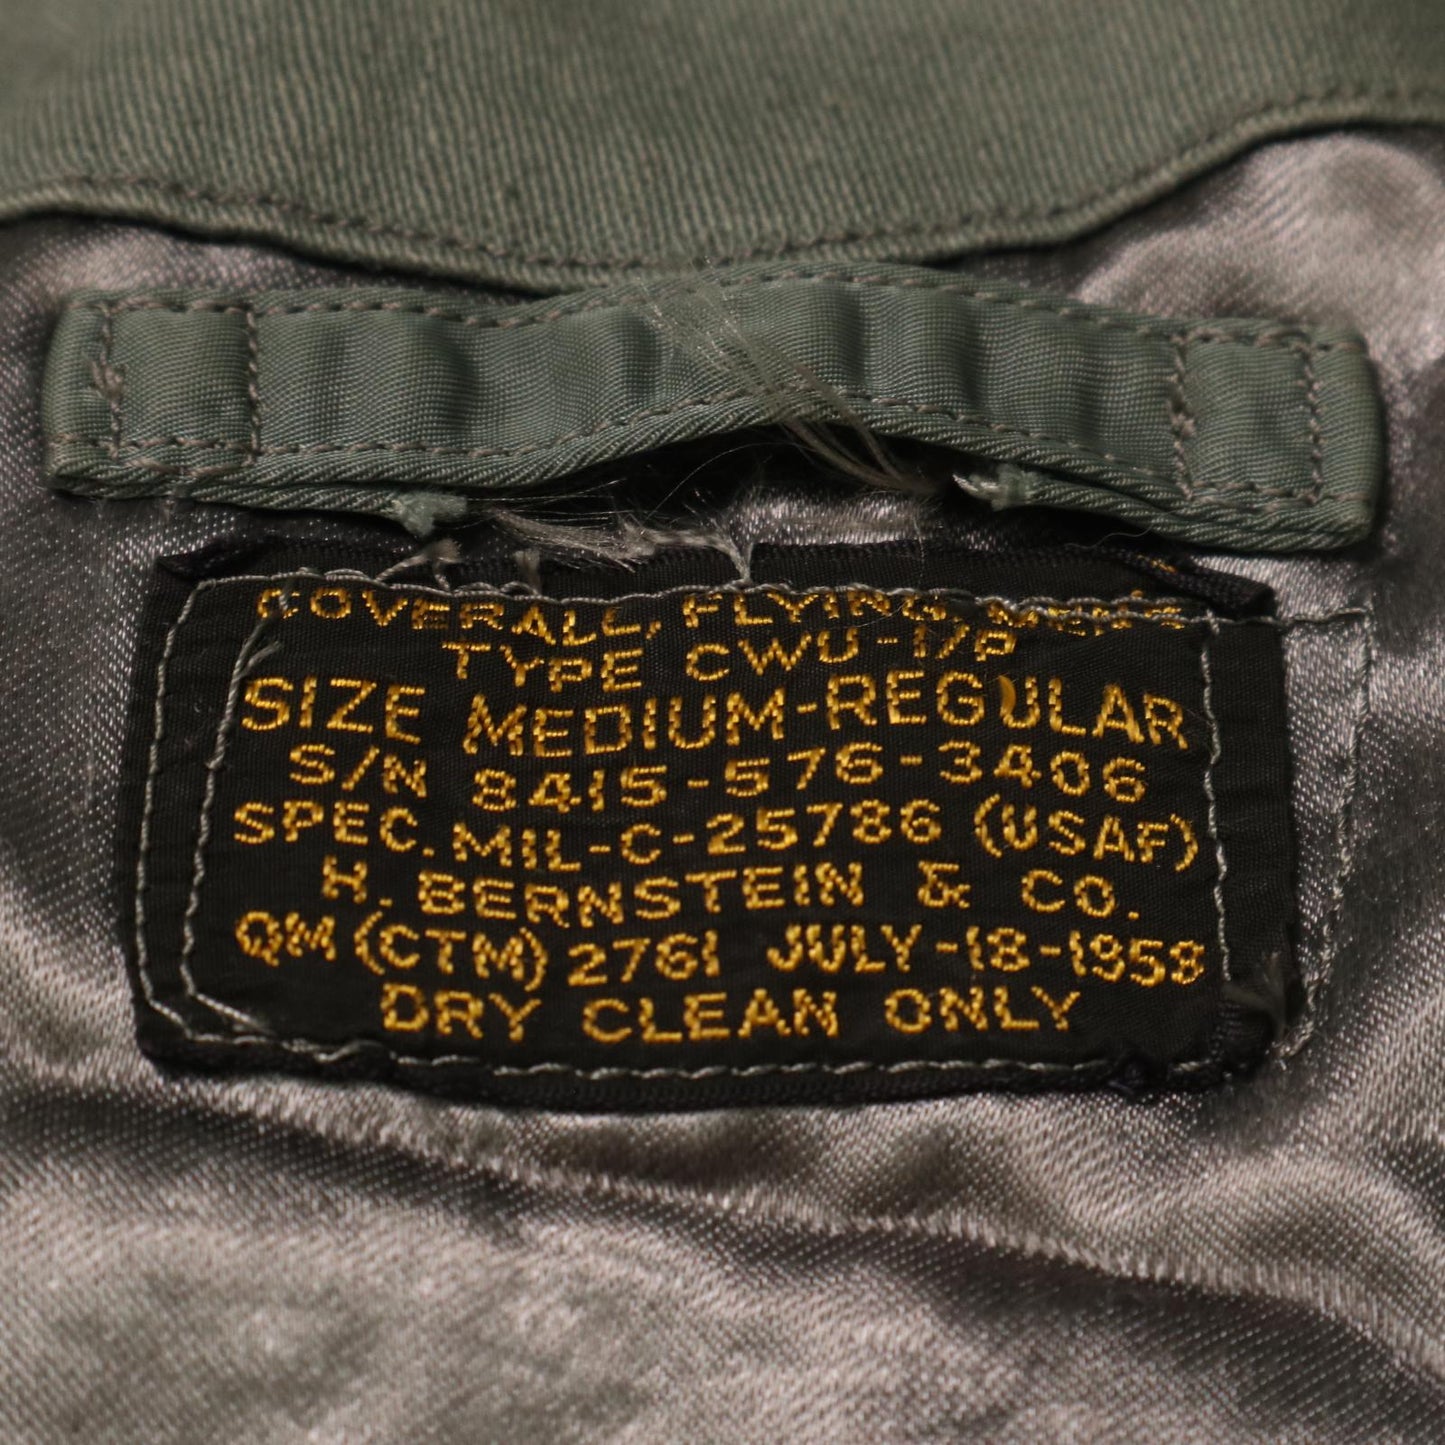 COVERALL, FLYING, MEN'S
TYPE CWU-1/P
SIZE MEDIUM-REGULAR
S/N 8415-576-3406
SPEC. MIL-C-25786 (USAF)
H. BERNSTEIN & CO.
QM (CTM) 2761 JULY-18-1958
DRY CLEAN ONLY